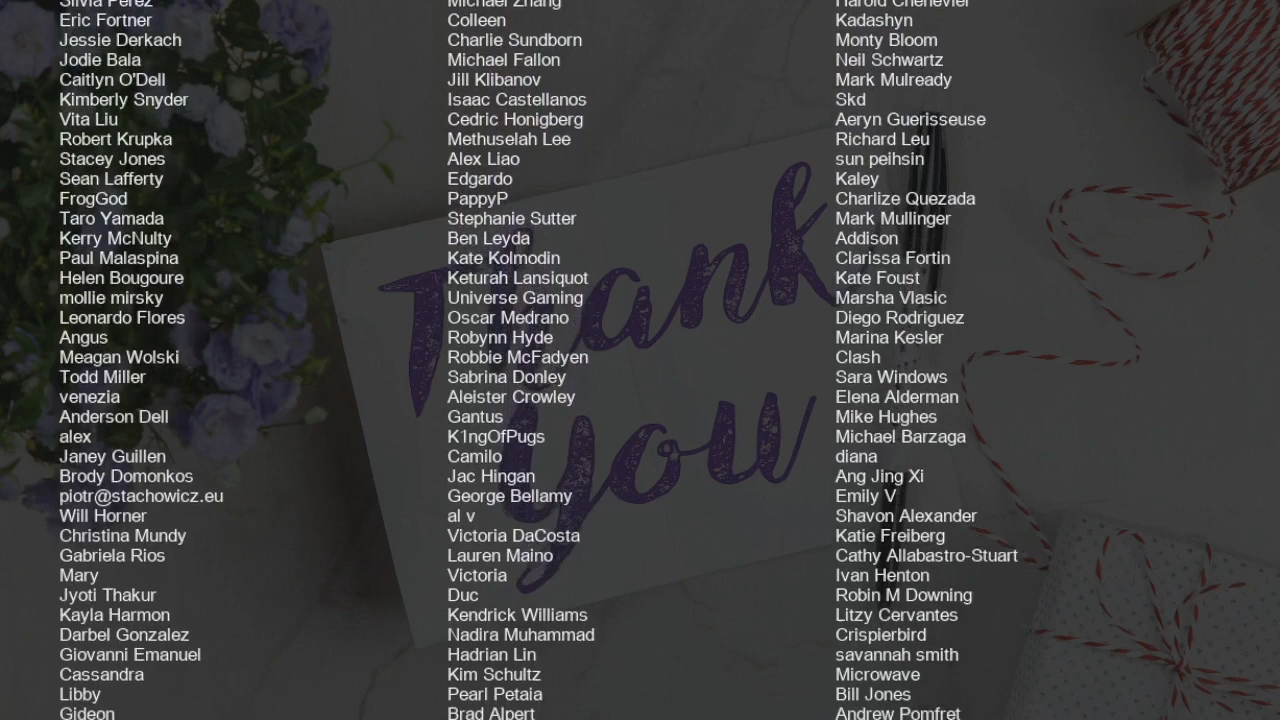 Silvia Perez
Eric Fortner
Jessie Derkach
Jodie Bala
Caitlyn O'Dell
Kimberly Snyder
Vita Liu
Robert Krupka
Stacey Jones
Sean Lafferty
FrogGod
Taro Yamada
Kerry McNulty
Paul Malaspina
Helen Bougoure
mollie mirsky
Leonardo Flores
Angus
Meagan Wolski
Todd Miller
venezia
Anderson Dell
alex
Janey Guillen
Brody Domonkos
piotr@stachowicz.eu
Will Horner
Christina Mundy
Gabriela Rios
Mary
Jyoti Thakur
Kayla Harmon
Darbel Gonzalez
Giovanni Emanuel
Cassandra
Libby
Gideon
Michael Zhang
Colleen
Charlie Sundborn
Michael Fallon
Jill Klibanov
Isaac Castellanos
Cedric Honigberg
Methuselah Lee
Alex Liao
Edgardo
PappyP
Stephanie Sutter
Ben Leyda
Kate Kolmodin
Keturah Lansiquot
Universe Gaming
Oscar Medrano
Robynn Hyde
Robbie McFadyen
Sabrina Donley
Aleister Crowley
Gantus
K1ngOfPugs
Camilo
Jac Hingan
George Bellamy
al v
Victoria DaCosta
Lauren Maino
Victoria
Duc
Kendrick Williams
Nadira Muhammad
Hadrian Lin
Kim Schultz
Pearl Petaia
Brad Alpert
Harold Chenevier
Kadashyn
Monty Bloom
Neil Schwartz
Mark Mulready
Skd
Aeryn Guerisseuse
Richard Leu
sun peihsin
Kaley
Charlize Quezada
Mark Mullinger
Addison
Clarissa Fortin
Kate Foust
Marsha Vlasic
Diego Rodriguez
Marina Kesler
Clash
Sara Windows
Elena Alderman
Mike Hughes
Michael Barzaga
diana
Ang Jing Xi
Emily V
Shavon Alexander
Katie Freiberg
Cathy Allabastro-Stuart
Ivan Henton
Robin M Downing
Litzy Cervantes
Crispierbird
savannah smith
Microwave
Bill Jones
Andrew Pomfret
Thank
you